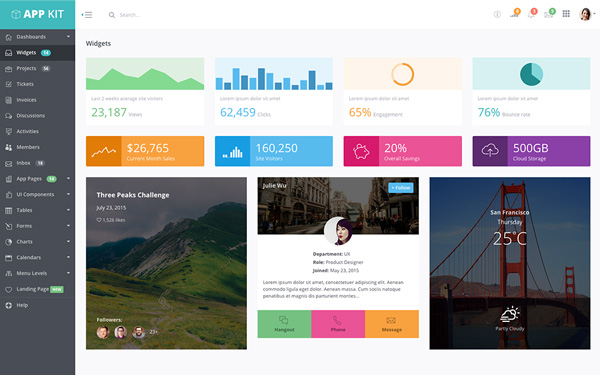 APP KIT
Search...
Dashboards
Widgets 14
Projects 56
Tickets
Invoices
Discussions
Activities
Members
Inbox 18
App Pages 14
UI Components
Tables
Forms
Charts
Calendars
Menu Levels
Landing Page NEW
Help
Widgets
Last 2 weeks average site visitors
23,187 Views
Lorem ipsum dolor sit amet
62,459 Clicks
Lorem ipsum dolor sit amet
65% Engagement
Lorem ipsum dolor sit amet
76% Bounce rate
$26,765
Current Month Sales
160,250
Site Visitors
20%
Overall Savings
500GB
Cloud Storage
Three Peaks Challenge
July 23, 2015
1,526 likes
Followers:
23+
Julie Wu
+ Follow
Department: UX
Role: Product Designer
Joined: May 23, 2015
Lorem ipsum dolor sit amet, consectetuer adipiscing elit. Aenean
commodo ligula eget dolor. Aenean massa. Cum sociis natoque
penatibus et magnis dis parturient montes...
Hangout
Phone
Message
San Francisco
Thursday
25°C
Partly Cloudy